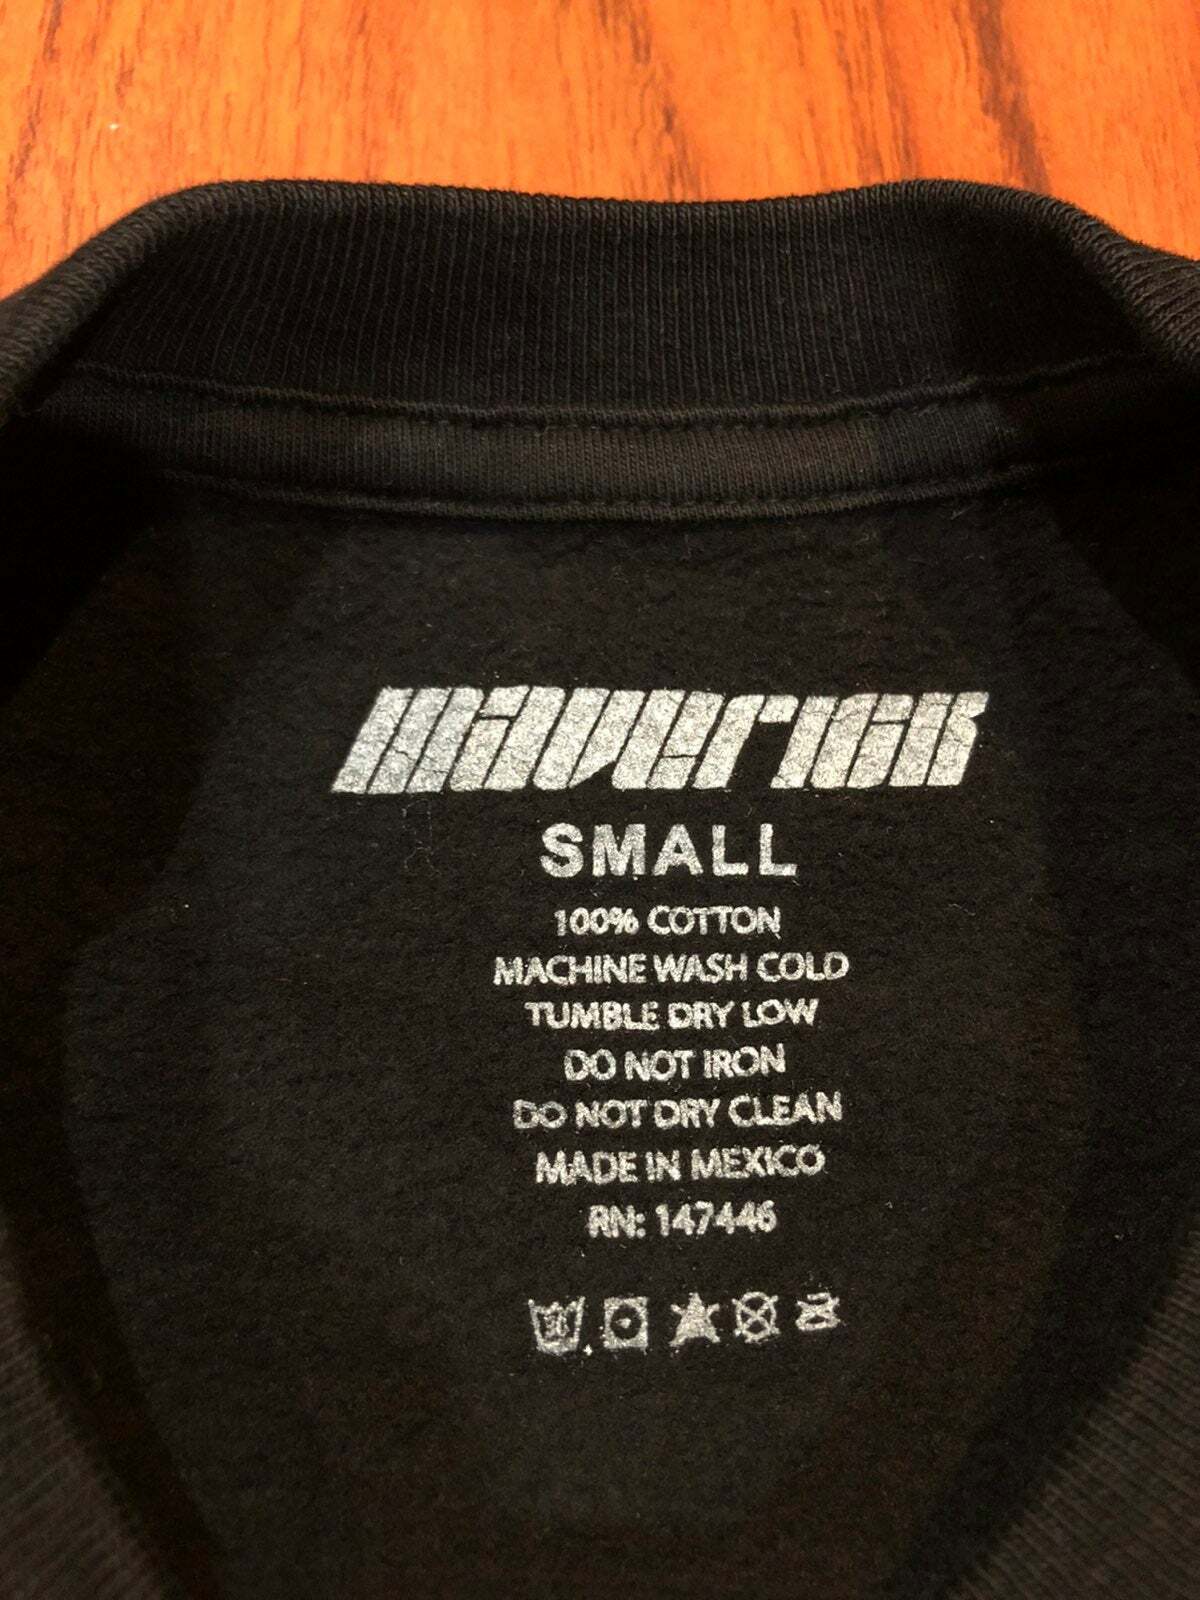 maverick
SMALL
100% COTTON
MACHINE WASH COLD
TUMBLE DRY LOW
DO NOT IRON
DO NOT DRY CLEAN
MADE IN MEXICO
RN: 147446
30